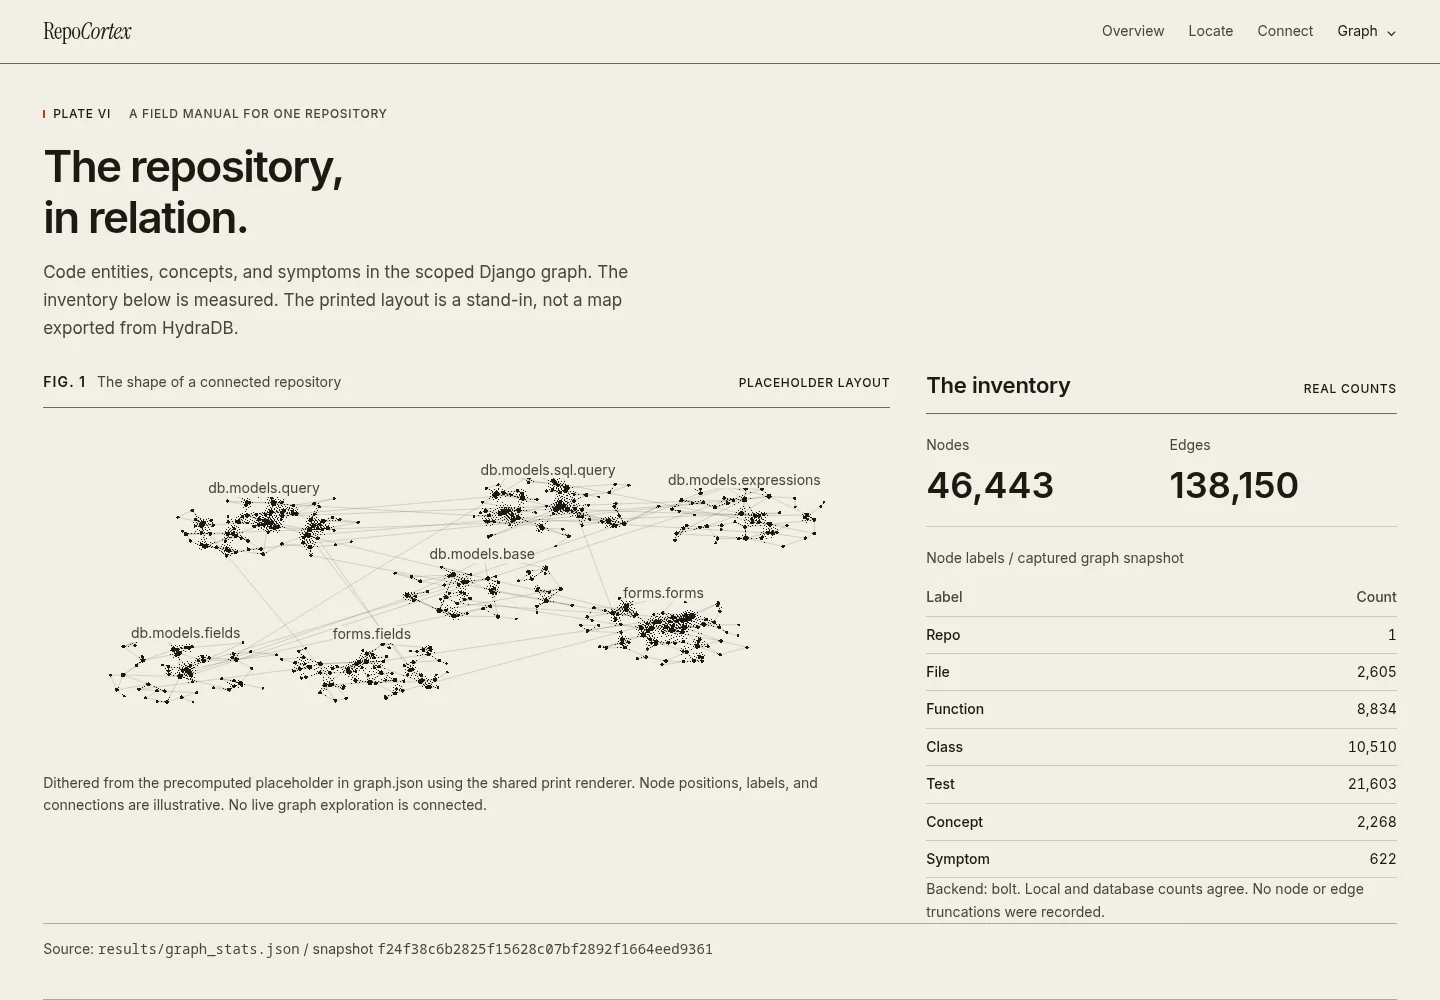 RepoCortex
Overview Locate Connect Graph
PLATE VI A FIELD MANUAL FOR ONE REPOSITORY
The repository,
in relation.
Code entities, concepts, and symptoms in the scoped Django graph. The
inventory below is measured. The printed layout is a stand-in, not a map
exported from HydraDB.
FIG. 1 The shape of a connected repository PLACEHOLDER LAYOUT
db.models.sql.query
db.models.expressions
db.models.query
db.models.base
forms.forms
db.models.fields
forms.fields
Dithered from the precomputed placeholder in graph.json using the shared print renderer. Node positions, labels, and
connections are illustrative. No live graph exploration is connected.
The inventory REAL COUNTS
Nodes Edges
46,443 138,150
Node labels / captured graph snapshot
Label Count
Repo 1
File 2,605
Function 8,834
Class 10,510
Test 21,603
Concept 2,268
Symptom 622
Backend: bolt. Local and database counts agree. No node or edge
truncations were recorded.
Source: results/graph_stats.json / snapshot f24f38c6b2825f15628c07bf2892f1664eed9361